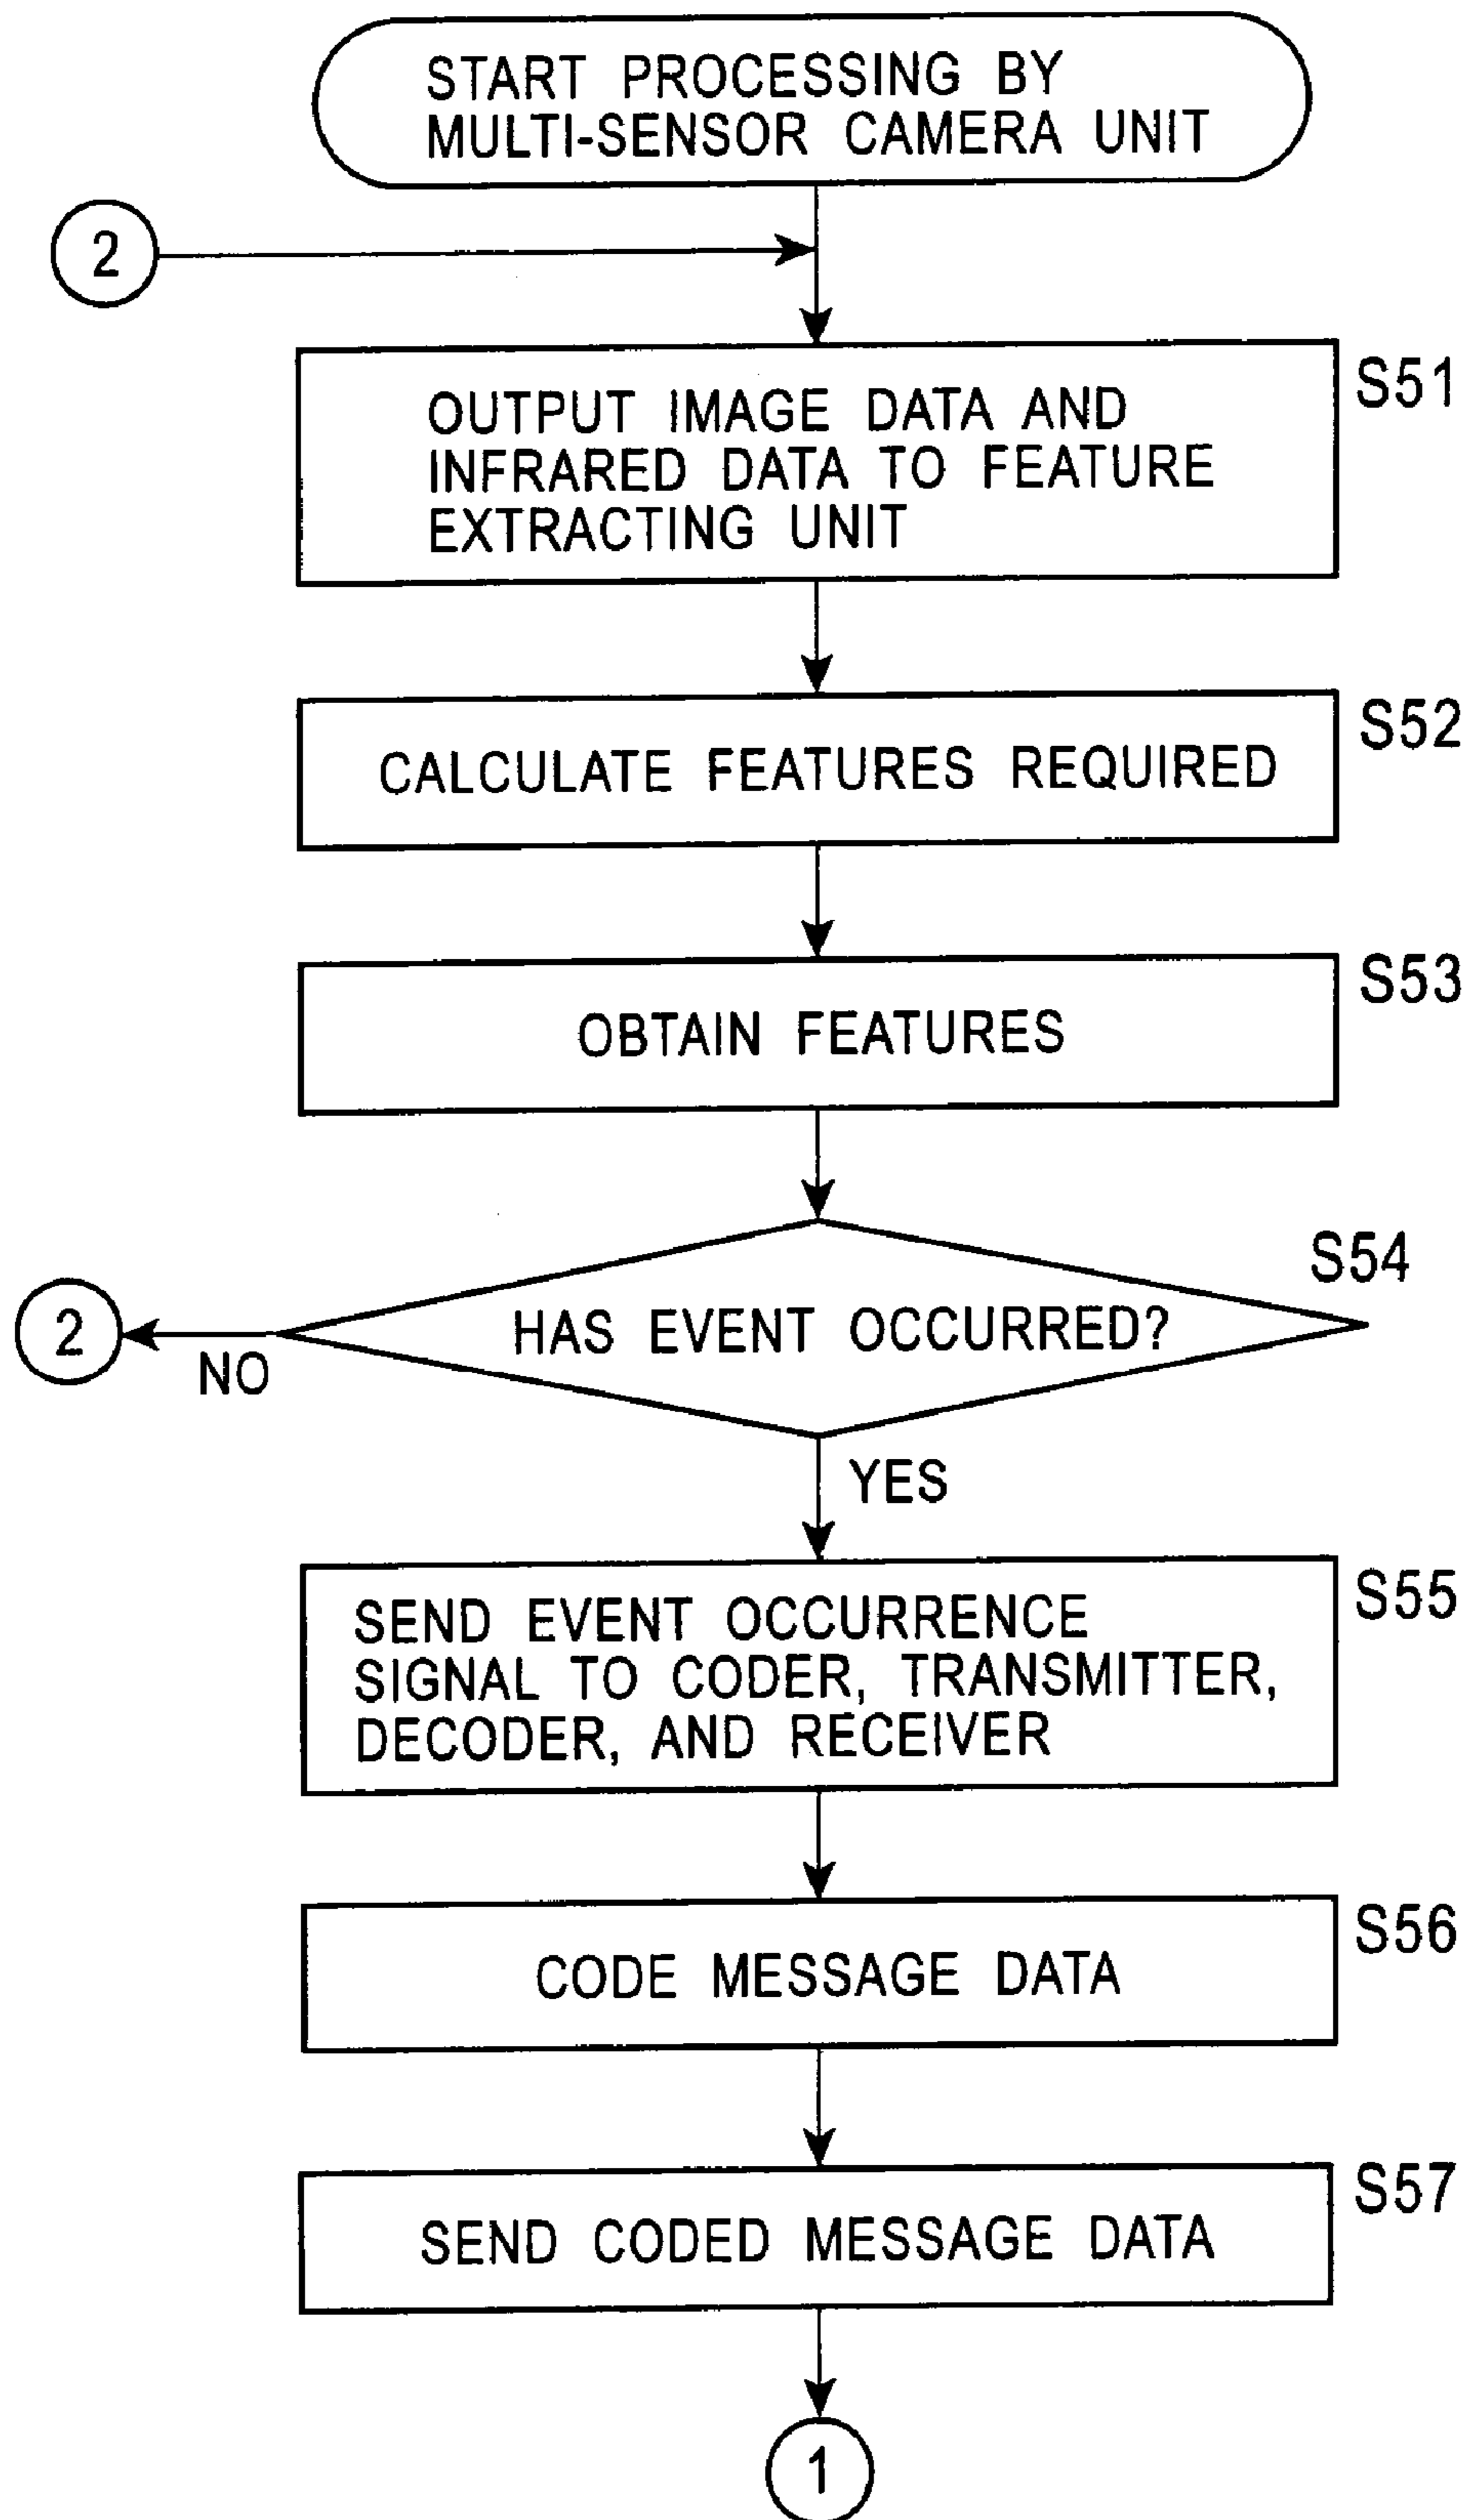 START PROCESSING BY
MULTI-SENSOR CAMERA UNIT
2
S51
OUTPUT IMAGE DATA AND
INFRARED DATA TO FEATURE
EXTRACTING UNIT
S52
CALCULATE FEATURES REQUIRED
S53
OBTAIN FEATURES
S54
HAS EVENT OCCURRED?
2
NO
YES
S55
SEND EVENT OCCURRENCE
SIGNAL TO CODER, TRANSMITTER,
DECODER, AND RECEIVER
S56
CODE MESSAGE DATA
S57
SEND CODED MESSAGE DATA
1